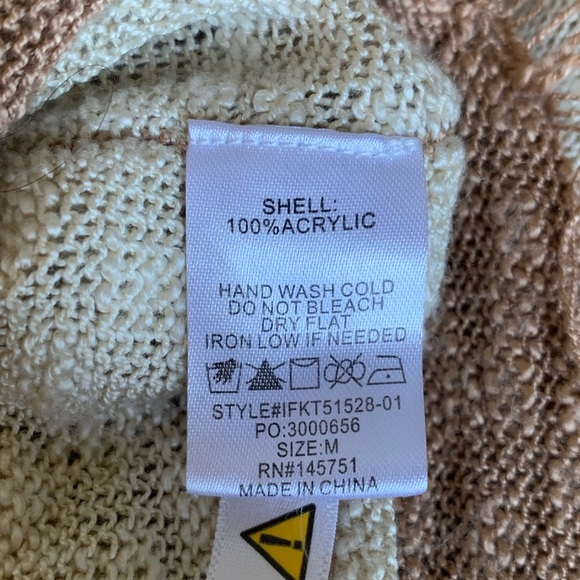 SHELL:
100%ACRYLIC
HAND WASH COLD
DO NOT BLEACH
DRY FLAT
IRON LOW IF NEEDED
STYLE#IFKT51528-01
PO:3000656
SIZE:M
RN#145751
MADE IN CHINA